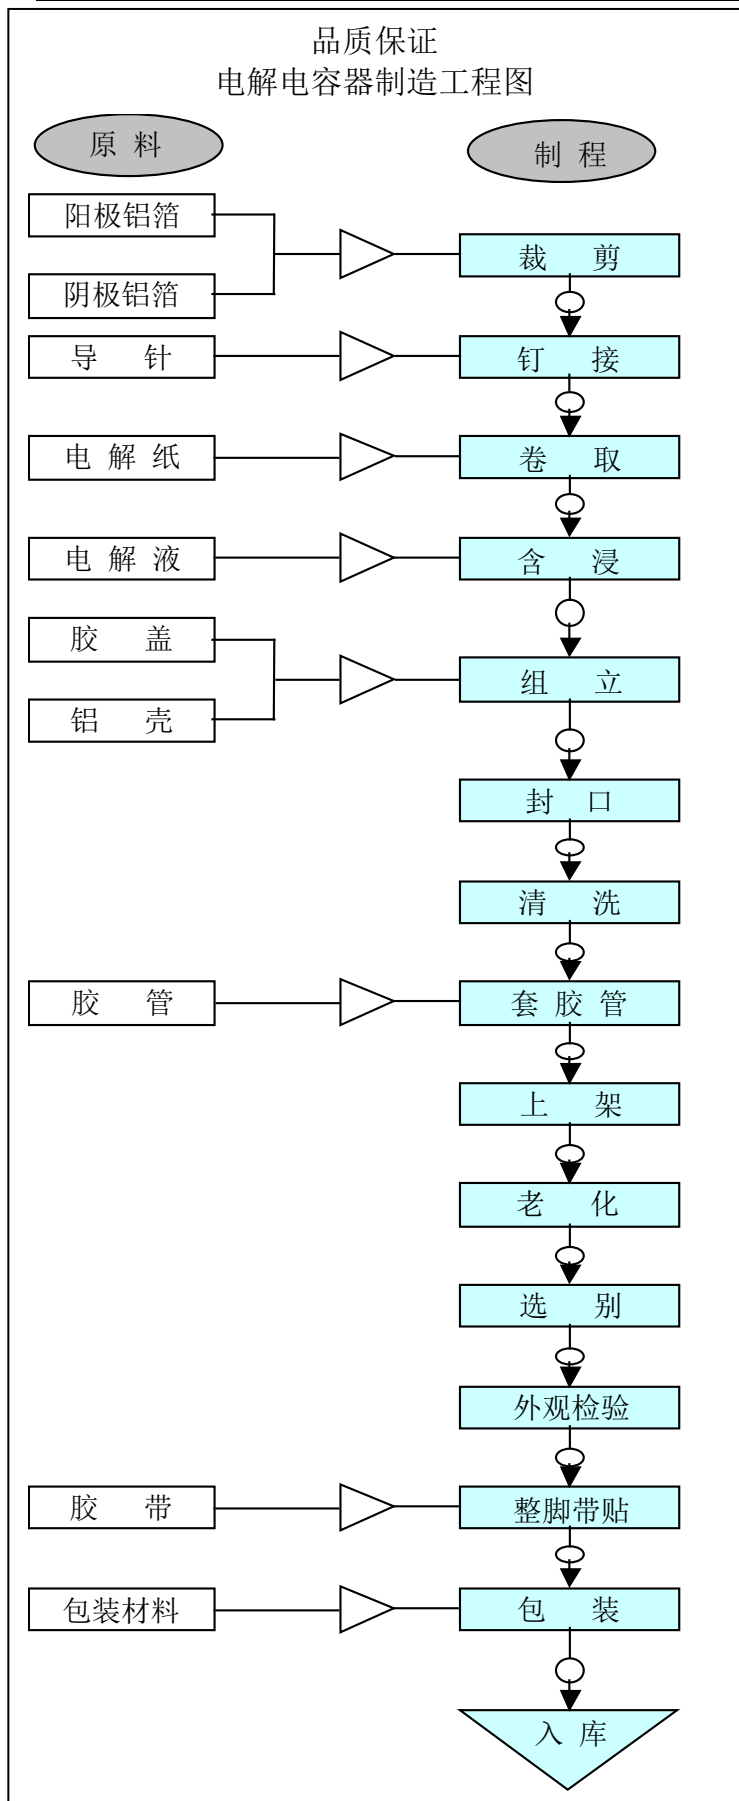 品质保证
电解电容器制造工程图
原 料
制 程
阳极铝箔
阴极铝箔
裁 剪
导 针
钉 接
电 解 纸
卷 取
电 解 液
含 浸
胶 盖
铝 壳
组 立
封 口
清 洗
胶 管
套 胶 管
上 架
老 化
选 别
外观检验
胶 带
整脚带贴
包装材料
包 装
入 库